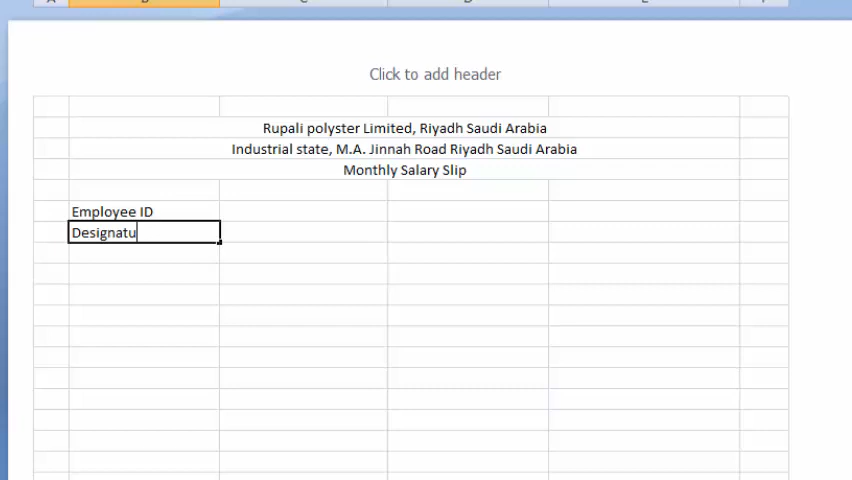 Click to add header
Rupali polyster Limited, Riyadh Saudi Arabia
Industrial state, M.A. Jinnah Road Riyadh Saudi Arabia
Monthly Salary Slip
Employee ID
Designatu